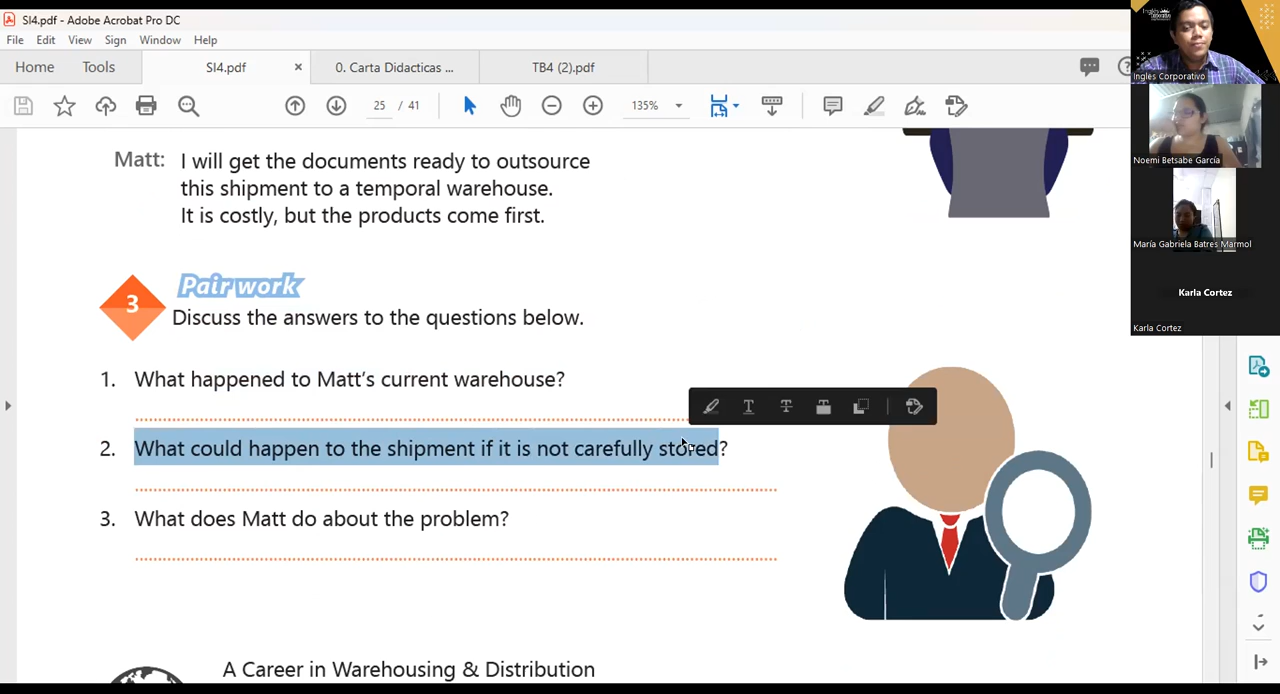 SI4.pdf - Adobe Acrobat Pro DC
File Edit View Sign Window Help
Home Tools SI4.pdf × 0. Carta Didacticas ... TB4 (2).pdf
25 / 41 135%
Matt: I will get the documents ready to outsource
this shipment to a temporal warehouse.
It is costly, but the products come first.
Pair work
3
Discuss the answers to the questions below.
1. What happened to Matt's current warehouse?
2. What could happen to the shipment if it is not carefully stored?
3. What does Matt do about the problem?
A Career in Warehousing & Distribution
Inglés Corporativo
Noemi Betsabe García
María Gabriela Batres Marmol
Karla Cortez
Karla Cortez